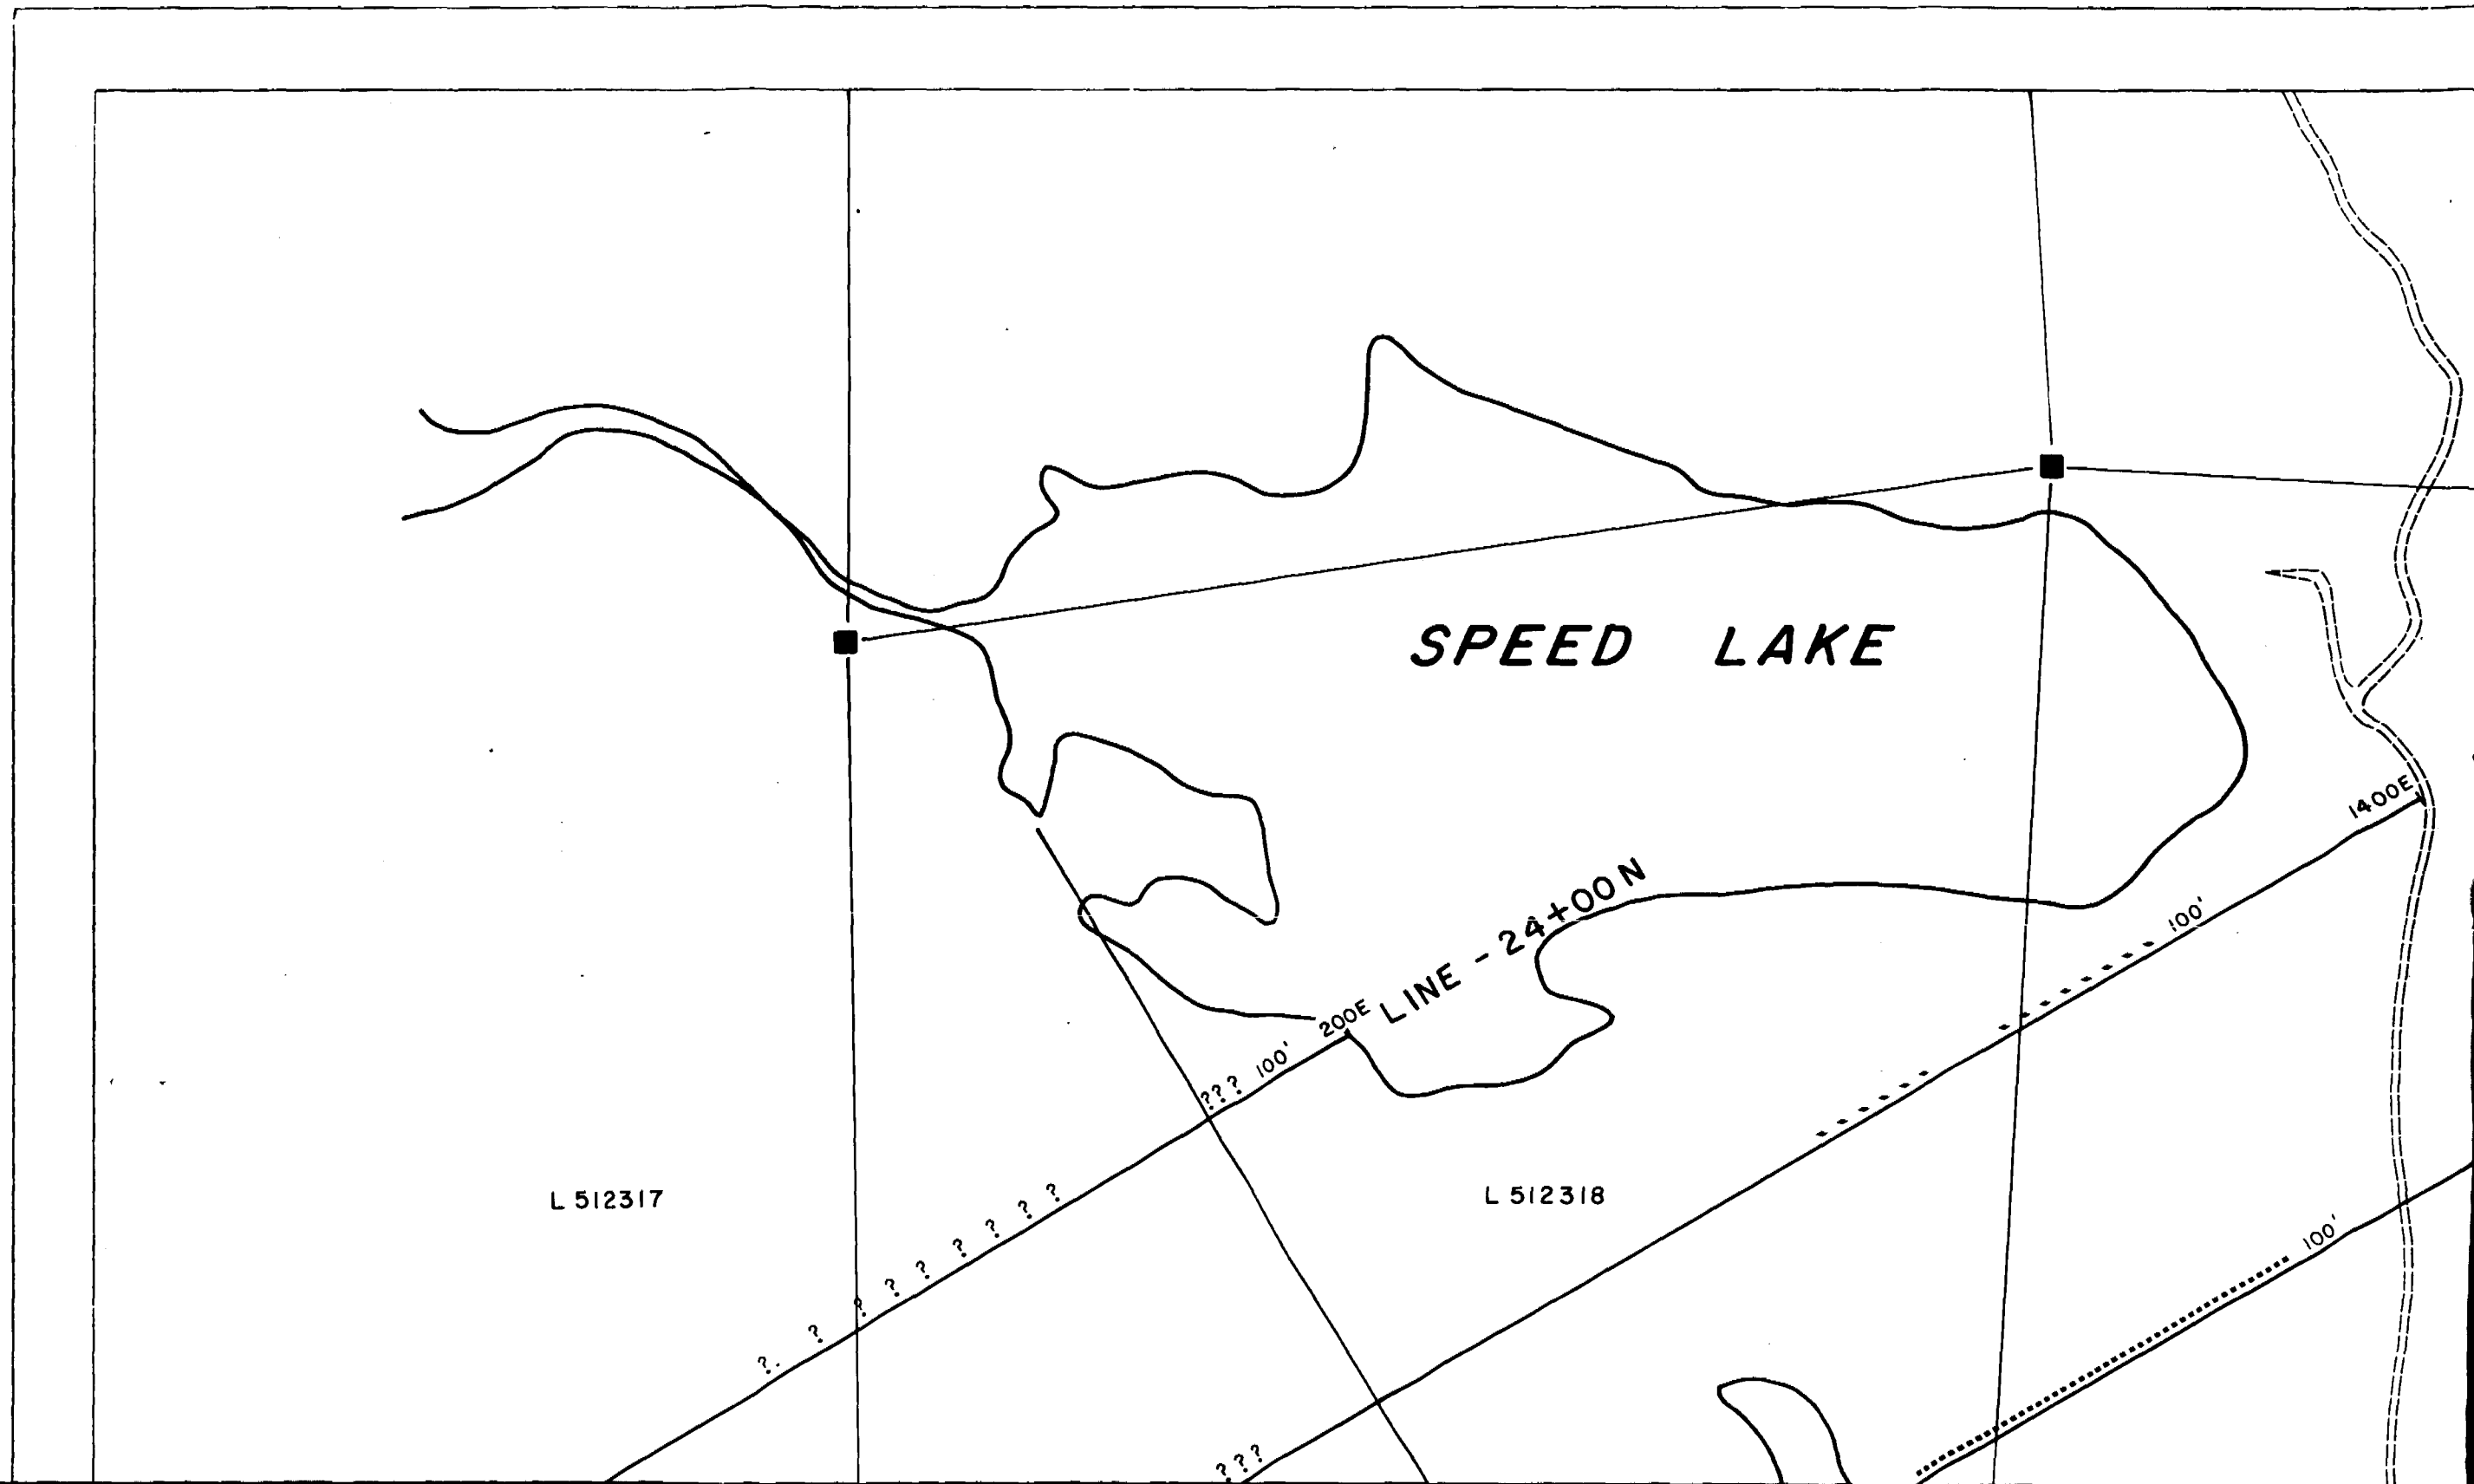 SPEED LAKE
1400E
LINE - 24+00N
100'
200E
100'
???
L 512317
L 512318
? ? ? ? ? ? ? ? ?
100'
???